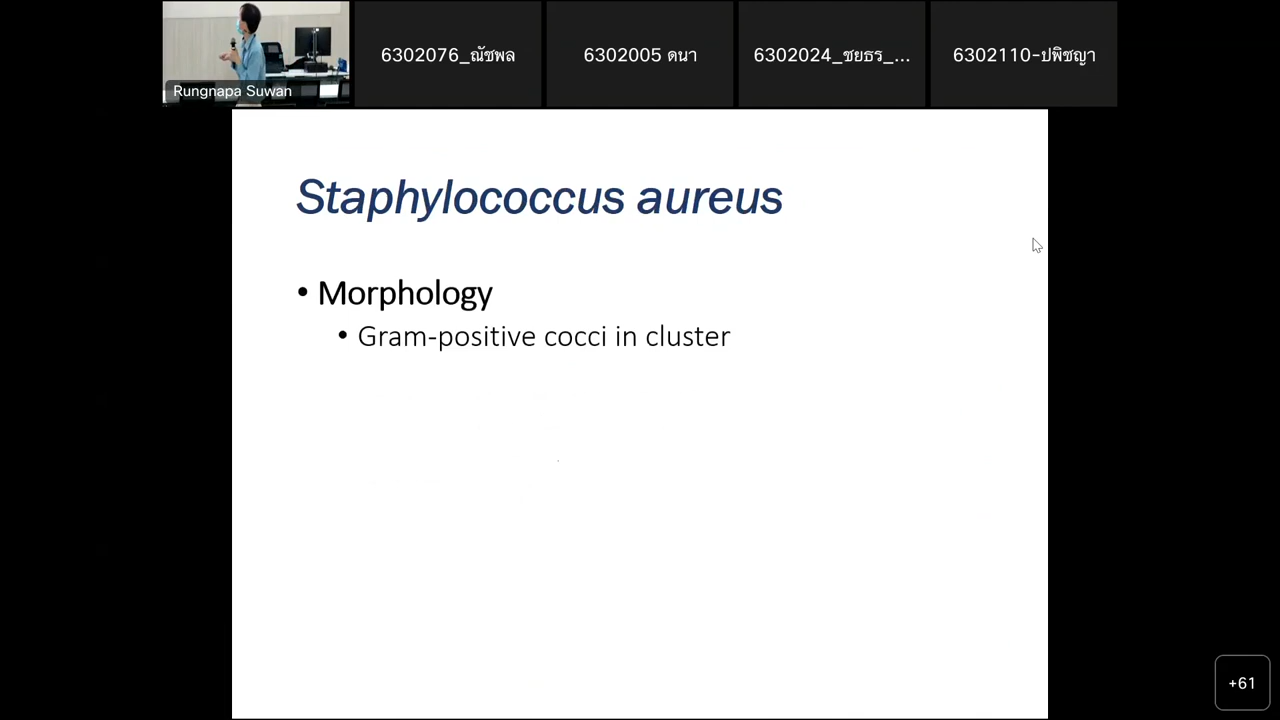 Rungnapa Suwan
6302076_ณัชพล
6302005 ดนา
6302024_ชยธร_...
6302110-ปพิชญา
Staphylococcus aureus
• Morphology
• Gram-positive cocci in cluster
+61